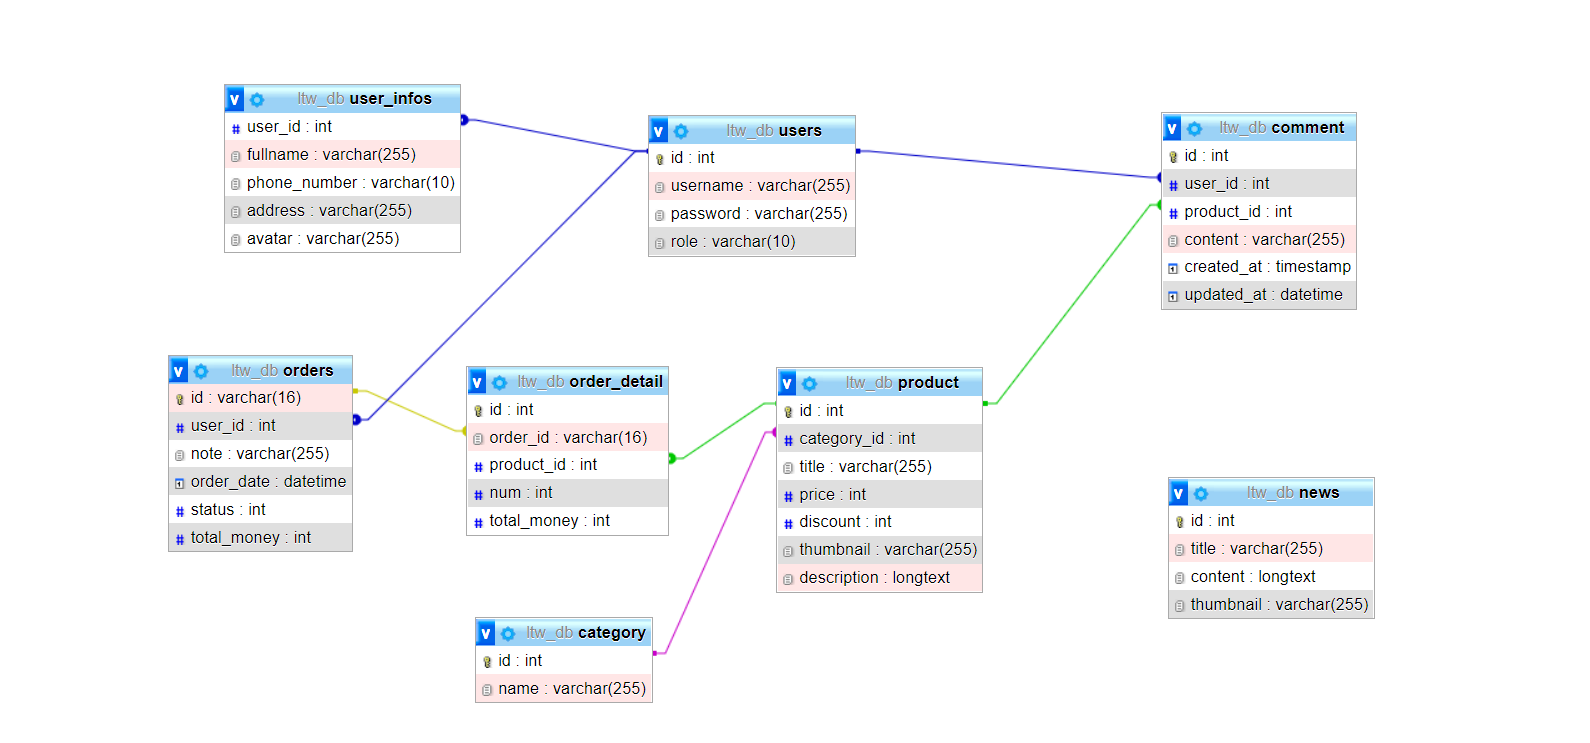 v ltw_db user_infos
# user_id : int
fullname : varchar(255)
phone_number : varchar(10)
address : varchar(255)
avatar : varchar(255)
v ltw_db users
id : int
username : varchar(255)
password : varchar(255)
role : varchar(10)
v ltw_db comment
id : int
# user_id : int
# product_id : int
content : varchar(255)
created_at : timestamp
updated_at : datetime
v ltw_db orders
id : varchar(16)
# user_id : int
note : varchar(255)
order_date : datetime
# status : int
# total_money : int
v ltw_db order_detail
id : int
order_id : varchar(16)
# product_id : int
# num : int
# total_money : int
v ltw_db product
id : int
# category_id : int
title : varchar(255)
# price : int
# discount : int
thumbnail : varchar(255)
description : longtext
v ltw_db news
id : int
title : varchar(255)
content : longtext
thumbnail : varchar(255)
v ltw_db category
id : int
name : varchar(255)